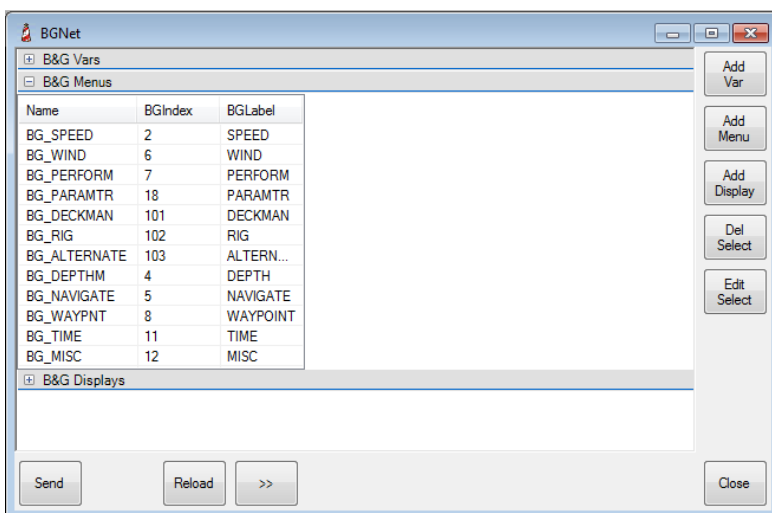 BGNet
B&G Vars
B&G Menus
Name BGIndex BGLabel
BG_SPEED 2 SPEED
BG_WIND 6 WIND
BG_PERFORM 7 PERFORM
BG_PARAMTR 18 PARAMTR
BG_DECKMAN 101 DECKMAN
BG_RIG 102 RIG
BG_ALTERNATE 103 ALTERN...
BG_DEPTHM 4 DEPTH
BG_NAVIGATE 5 NAVIGATE
BG_WAYPNT 8 WAYPOINT
BG_TIME 11 TIME
BG_MISC 12 MISC
B&G Displays
Add
Var
Add
Menu
Add
Display
Del
Select
Edit
Select
Send Reload >> Close